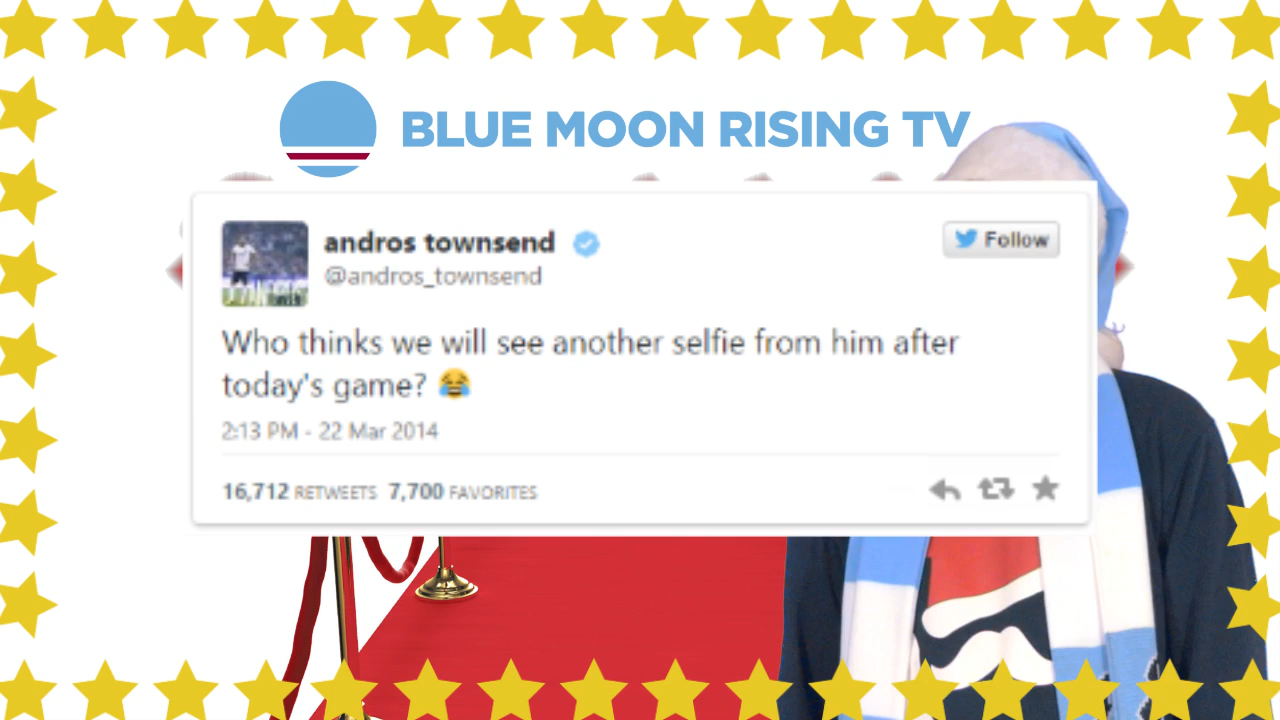 BLUE MOON RISING TV
andros townsend
Follow
@andros_townsend
Who thinks we will see another selfie from him after
today's game? 😂
2:13 PM - 22 Mar 2014
16,712 RETWEETS 7,700 FAVORITES